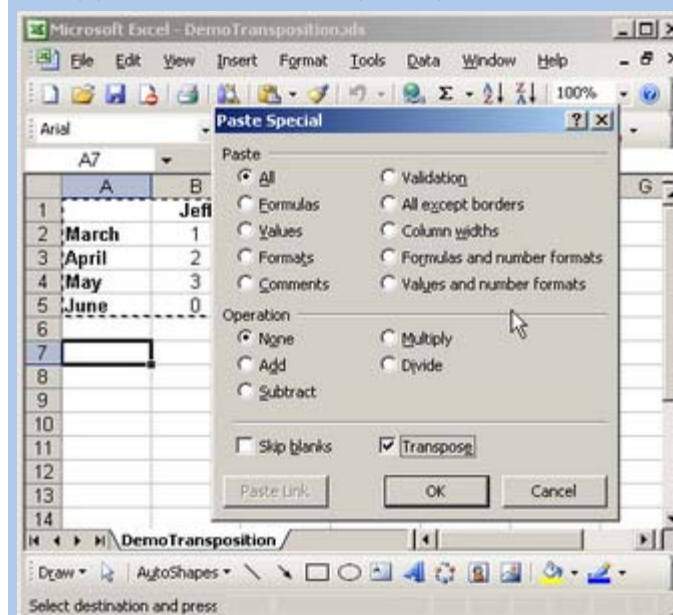 Microsoft Excel - DemoTransposition.xls
File Edit View Insert Format Tools Data Window Help
Σ 100%
Arial
Paste Special
A7
Paste
All Validation
Formulas All except borders
Values Column widths
Formats Formulas and number formats
Comments Values and number formats
Operation
None Multiply
Add Divide
Subtract
Skip blanks Transpose
Paste Link OK Cancel
A B G
1 Jeff
2 March 1
3 April 2
4 May 3
5 June 0
6
7
8
9
10
11
12
13
14
DemoTransposition
Draw AutoShapes
Select destination and press